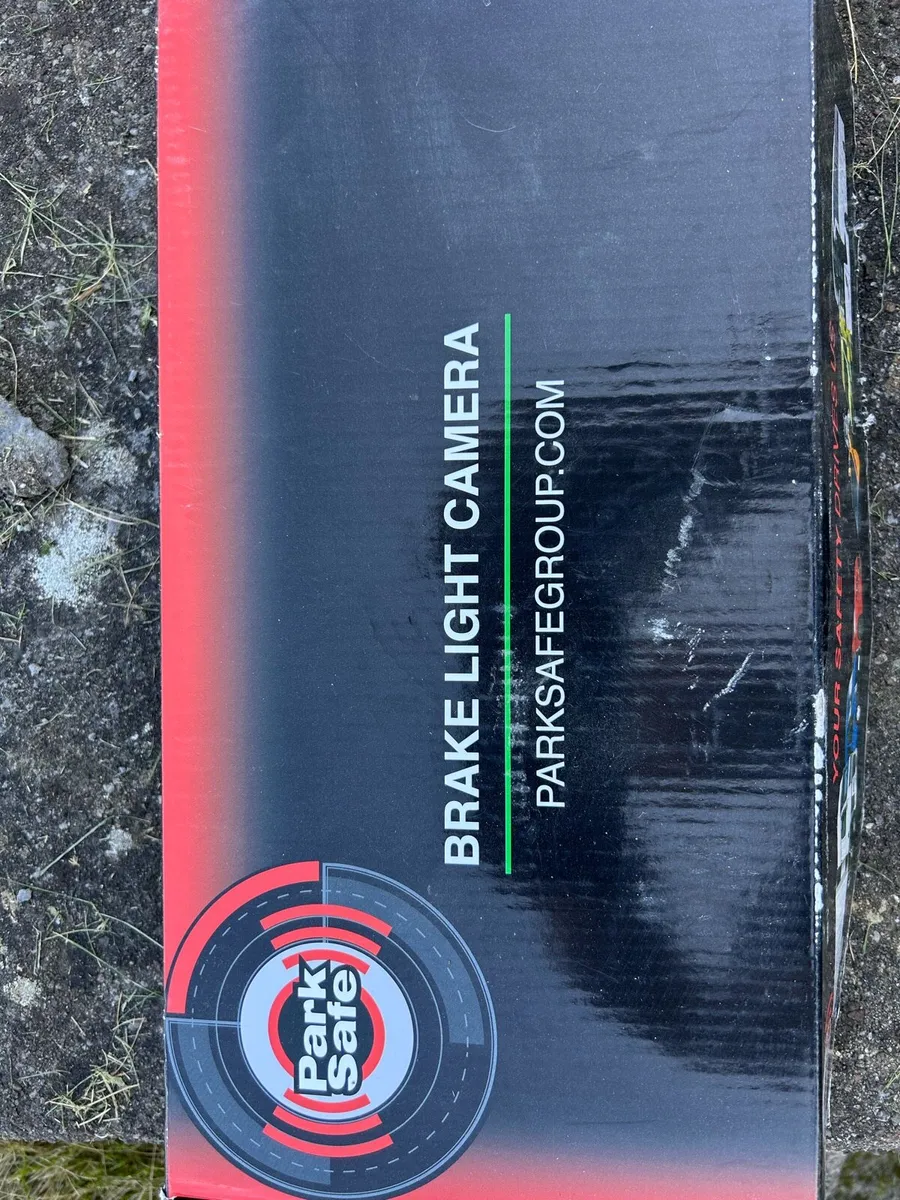 BRAKE LIGHT CAMERA
PARKSAFEGROUP.COM
Park
Safe
YOUR SAFETY DRIVES US